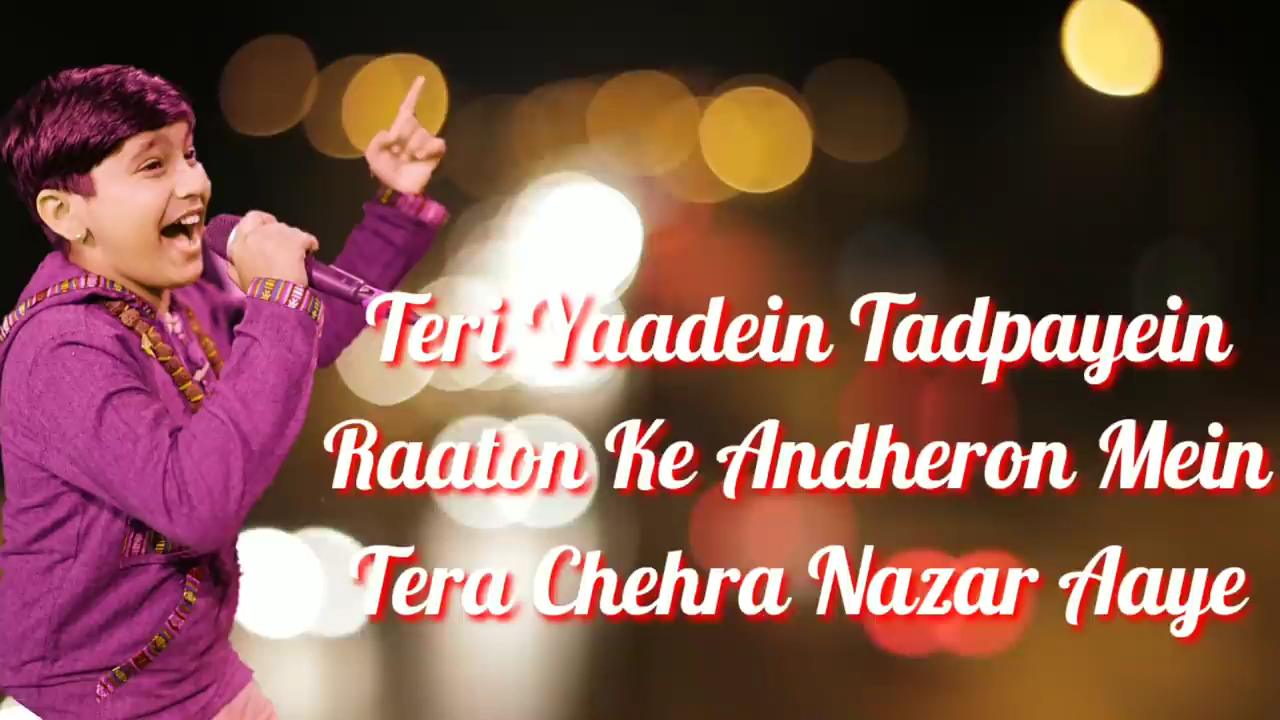 Teri Yaadein Tadpayein
Raaton Ke Andheron Mein
Tera Chehra Nazar Aaye